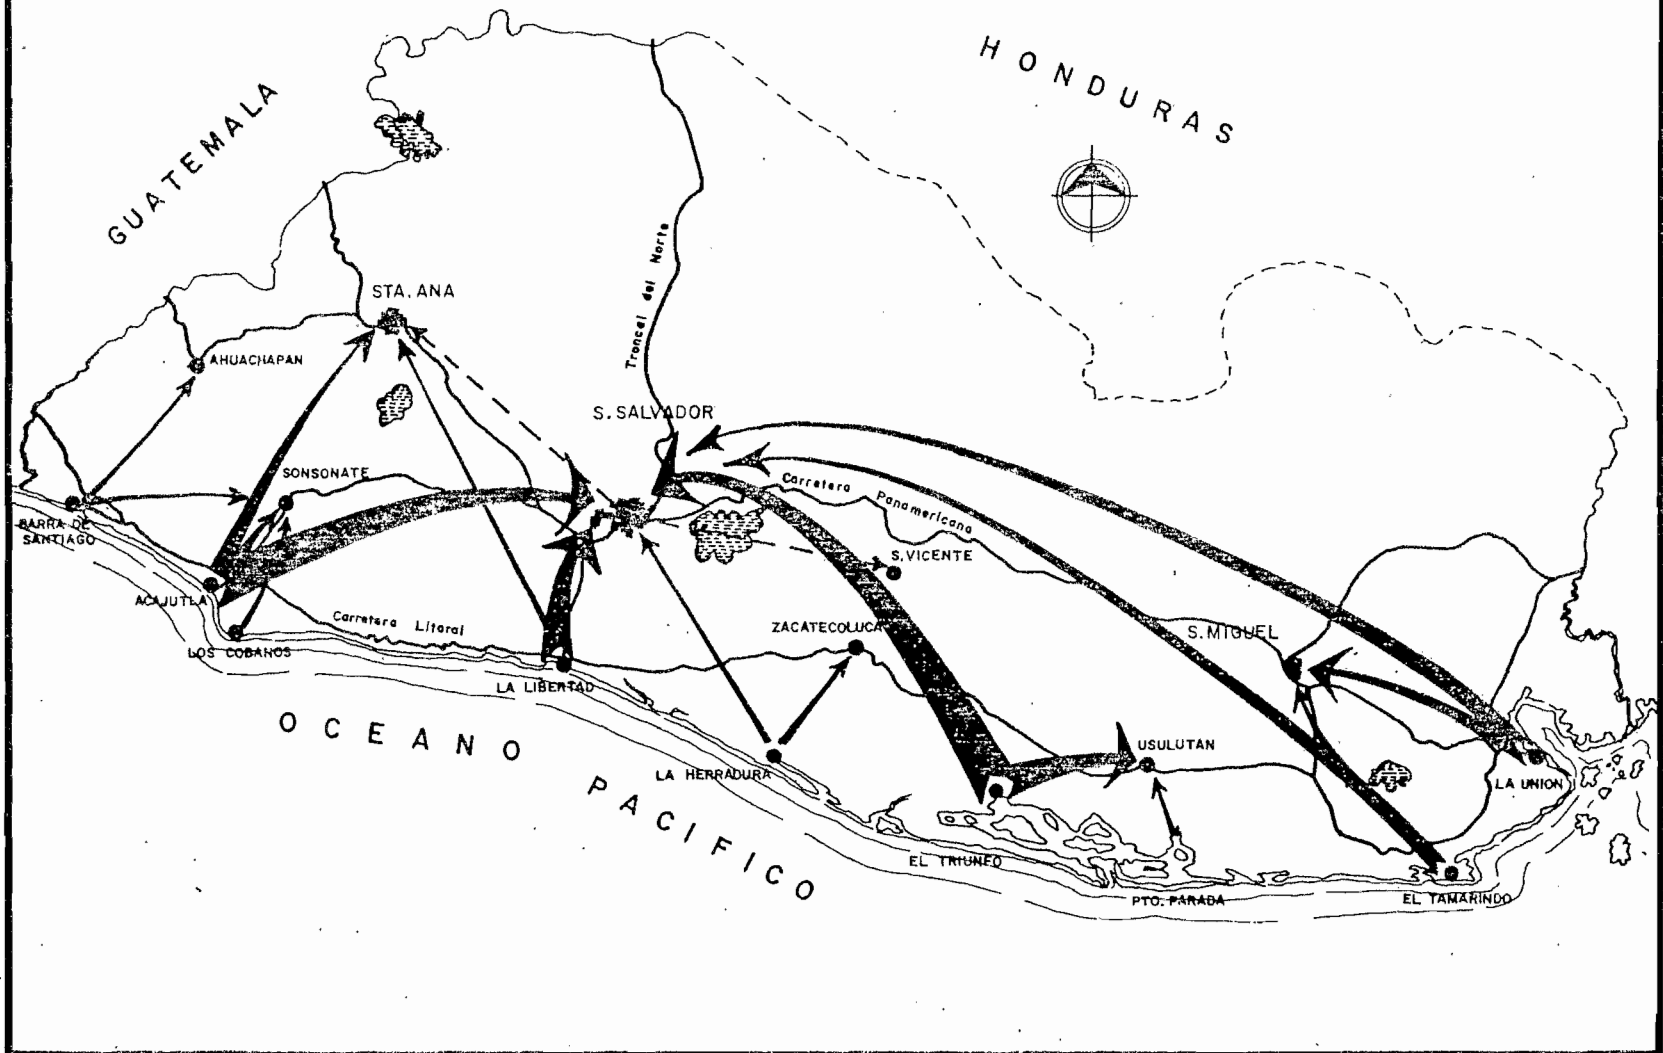 HONDURAS
GUATEMALA
Troncal del Norte
STA. ANA
AHUACHAPAN
S. SALVADOR
SONSONATE
Carretera Panamericana
BARRA DE
SANTIAGO
S. VICENTE
ACAJUTLA
Carretera Litoral
ZACATECOLUCA
S. MIGUEL
LOS COBANOS
LA LIBERTAD
OCEANO PACIFICO
USULUTAN
LA HERRADURA
LA UNION
EL TRIUNFO
PTO. PARADA
EL TAMARINDO